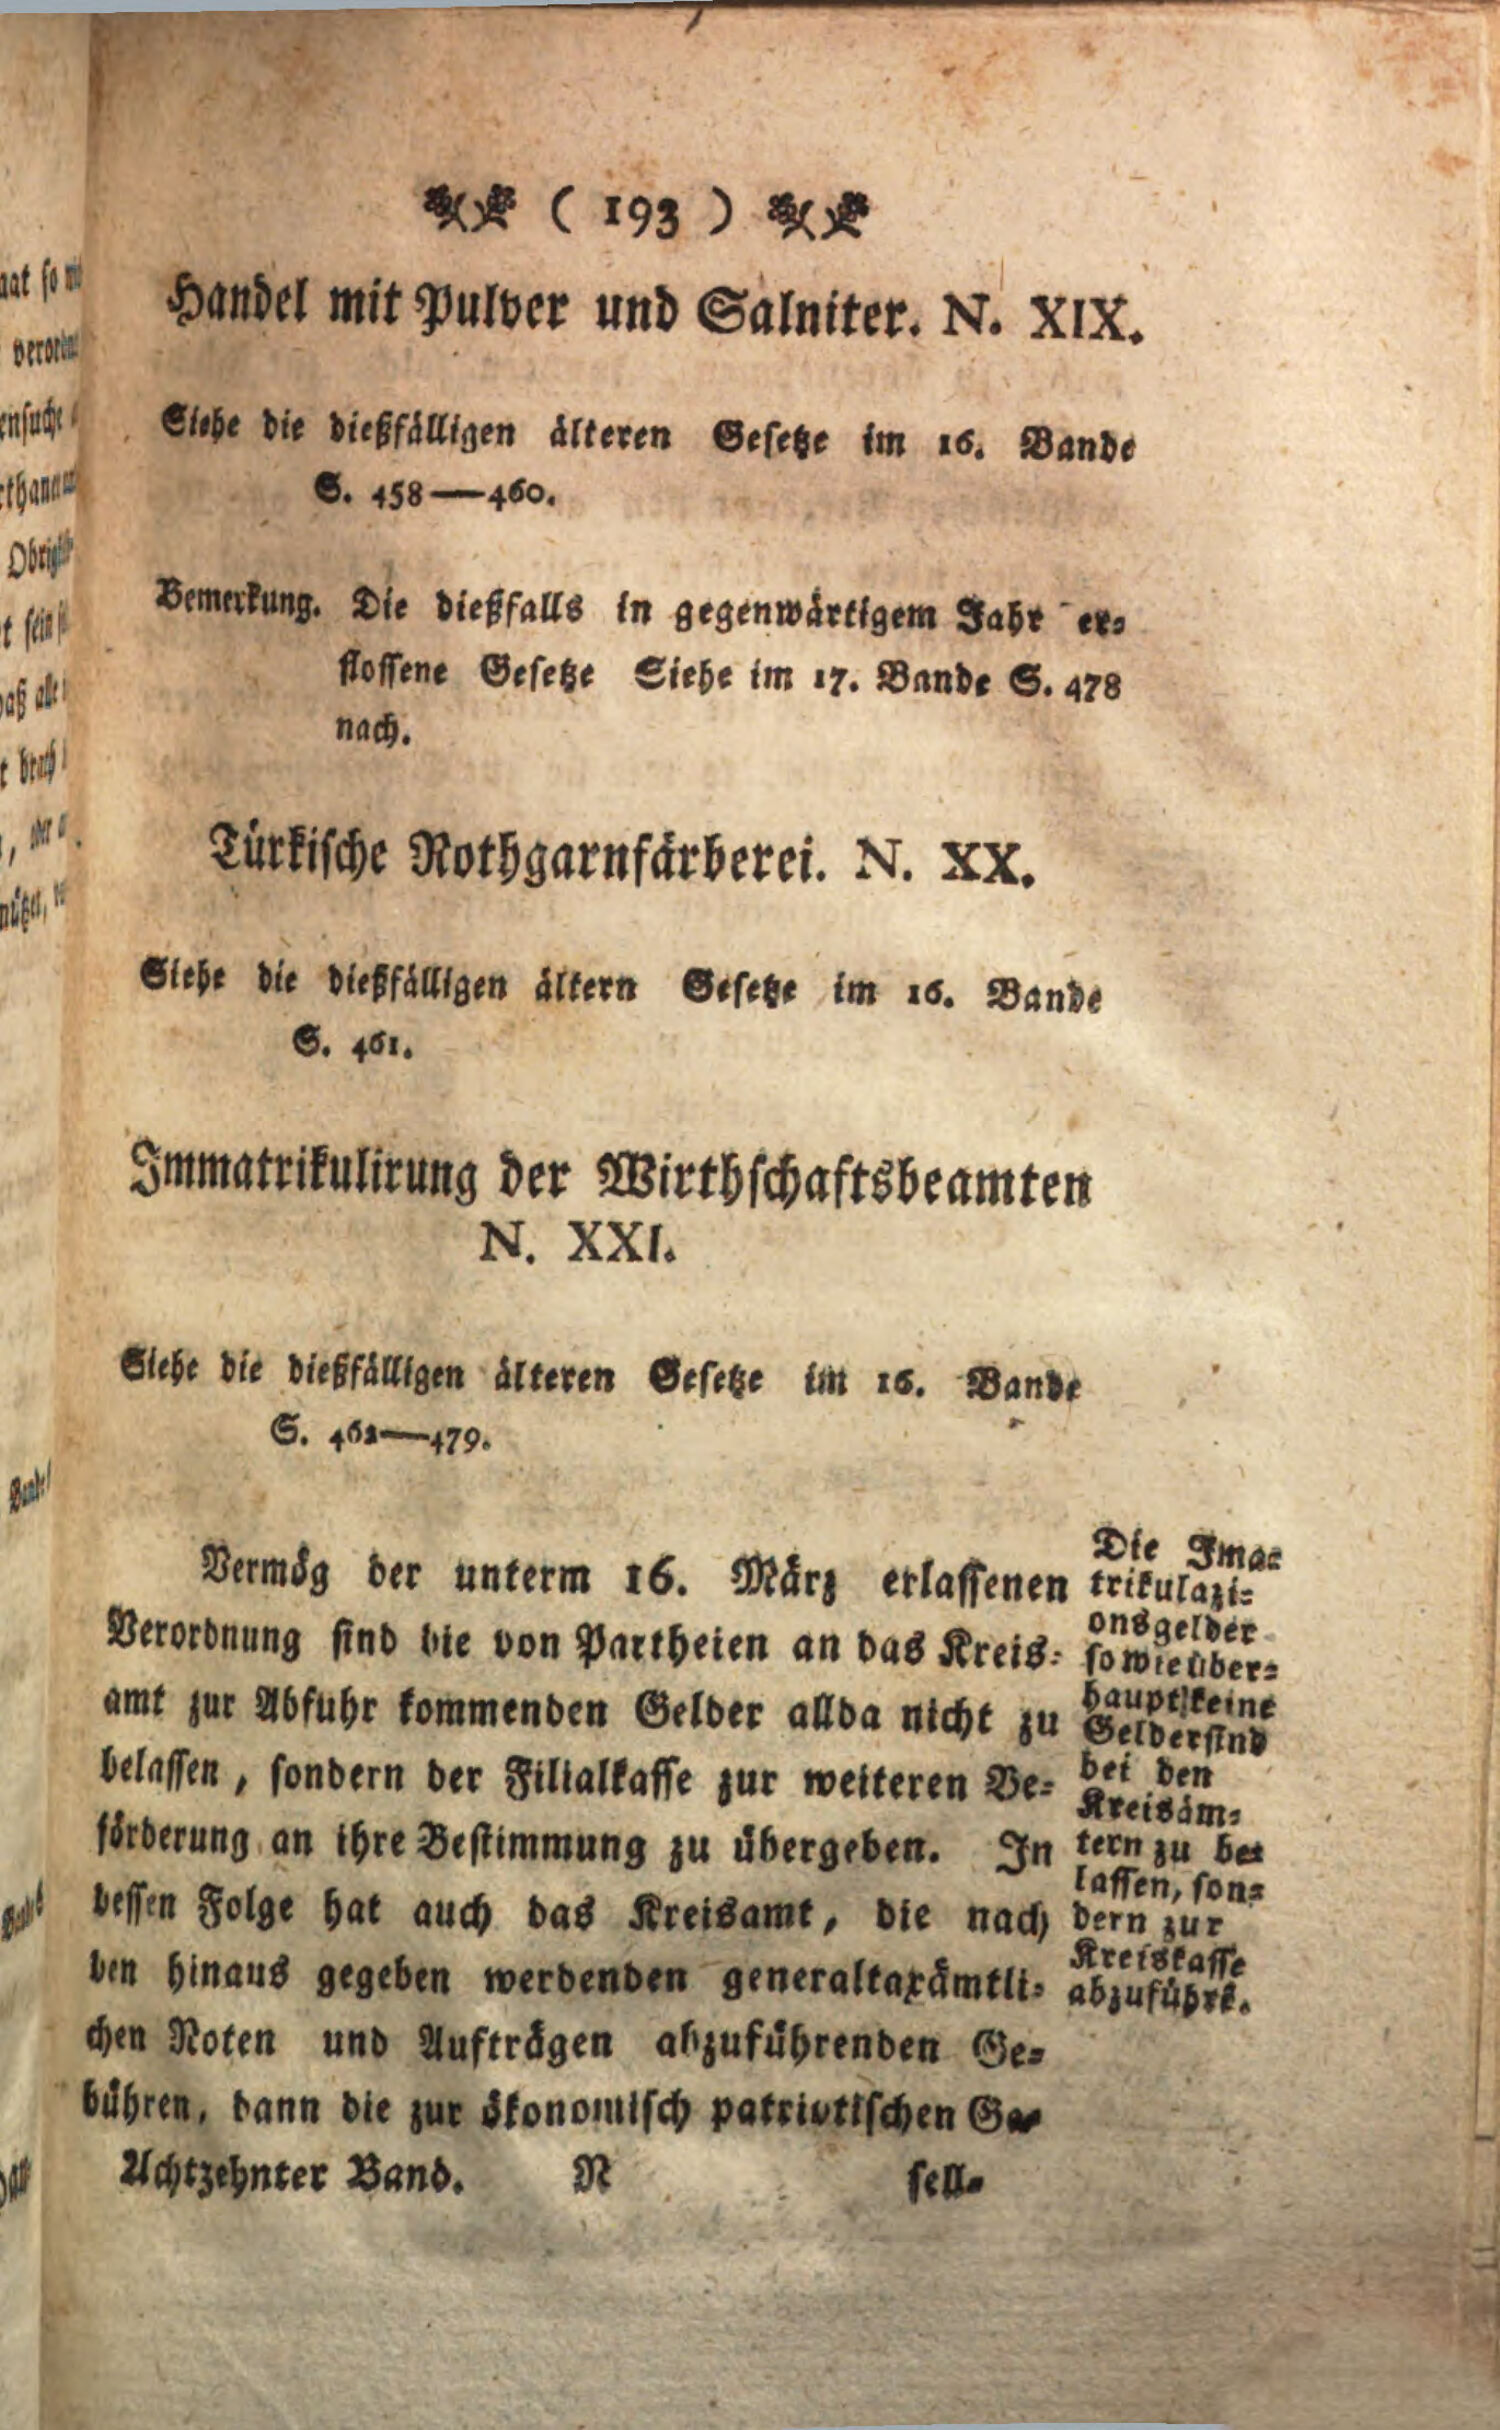 ( 193 )
Handel mit Pulver und Salniter. N. XIX.
Siehe die dießfälligen älteren Gesetze im 16. Bande
S. 458—460.
Bemerkung. Die dießfalls in gegenwärtigem Jahr er=
flossene Gesetze Siehe im 17. Bande S. 478
nach.
Türkische Rothgarnfärberei. N. XX.
Siehe die dießfälligen ältern Gesetze im 16. Bande
S. 461.
Immatrikulirung der Wirthschaftsbeamten
N. XXI.
Siehe die dießfälligen älteren Gesetze im 16. Bande
S. 462—479.
Vermög der unterm 16. März erlassenen
Verordnung sind die von Partheien an das Kreis=
amt zur Abfuhr kommenden Gelder allda nicht zu
belassen, sondern der Filialkasse zur weiteren Be=
förderung an ihre Bestimmung zu übergeben. In
dessen Folge hat auch das Kreisamt, die nach
den hinaus gegeben werdenden generaltaxämtli=
chen Noten und Aufträgen abzuführenden Ge=
bühren, dann die zur ökonomisch patriotischen Ge=
Die Ima=
trikulazi=
onsgelder
so wie über=
haupt keine
Gelder sind
bei den
Kreisäm=
tern zu be=
lassen, son=
dern zur
Kreiskasse
abzuführ.
Achtzehnter Band. N sell=